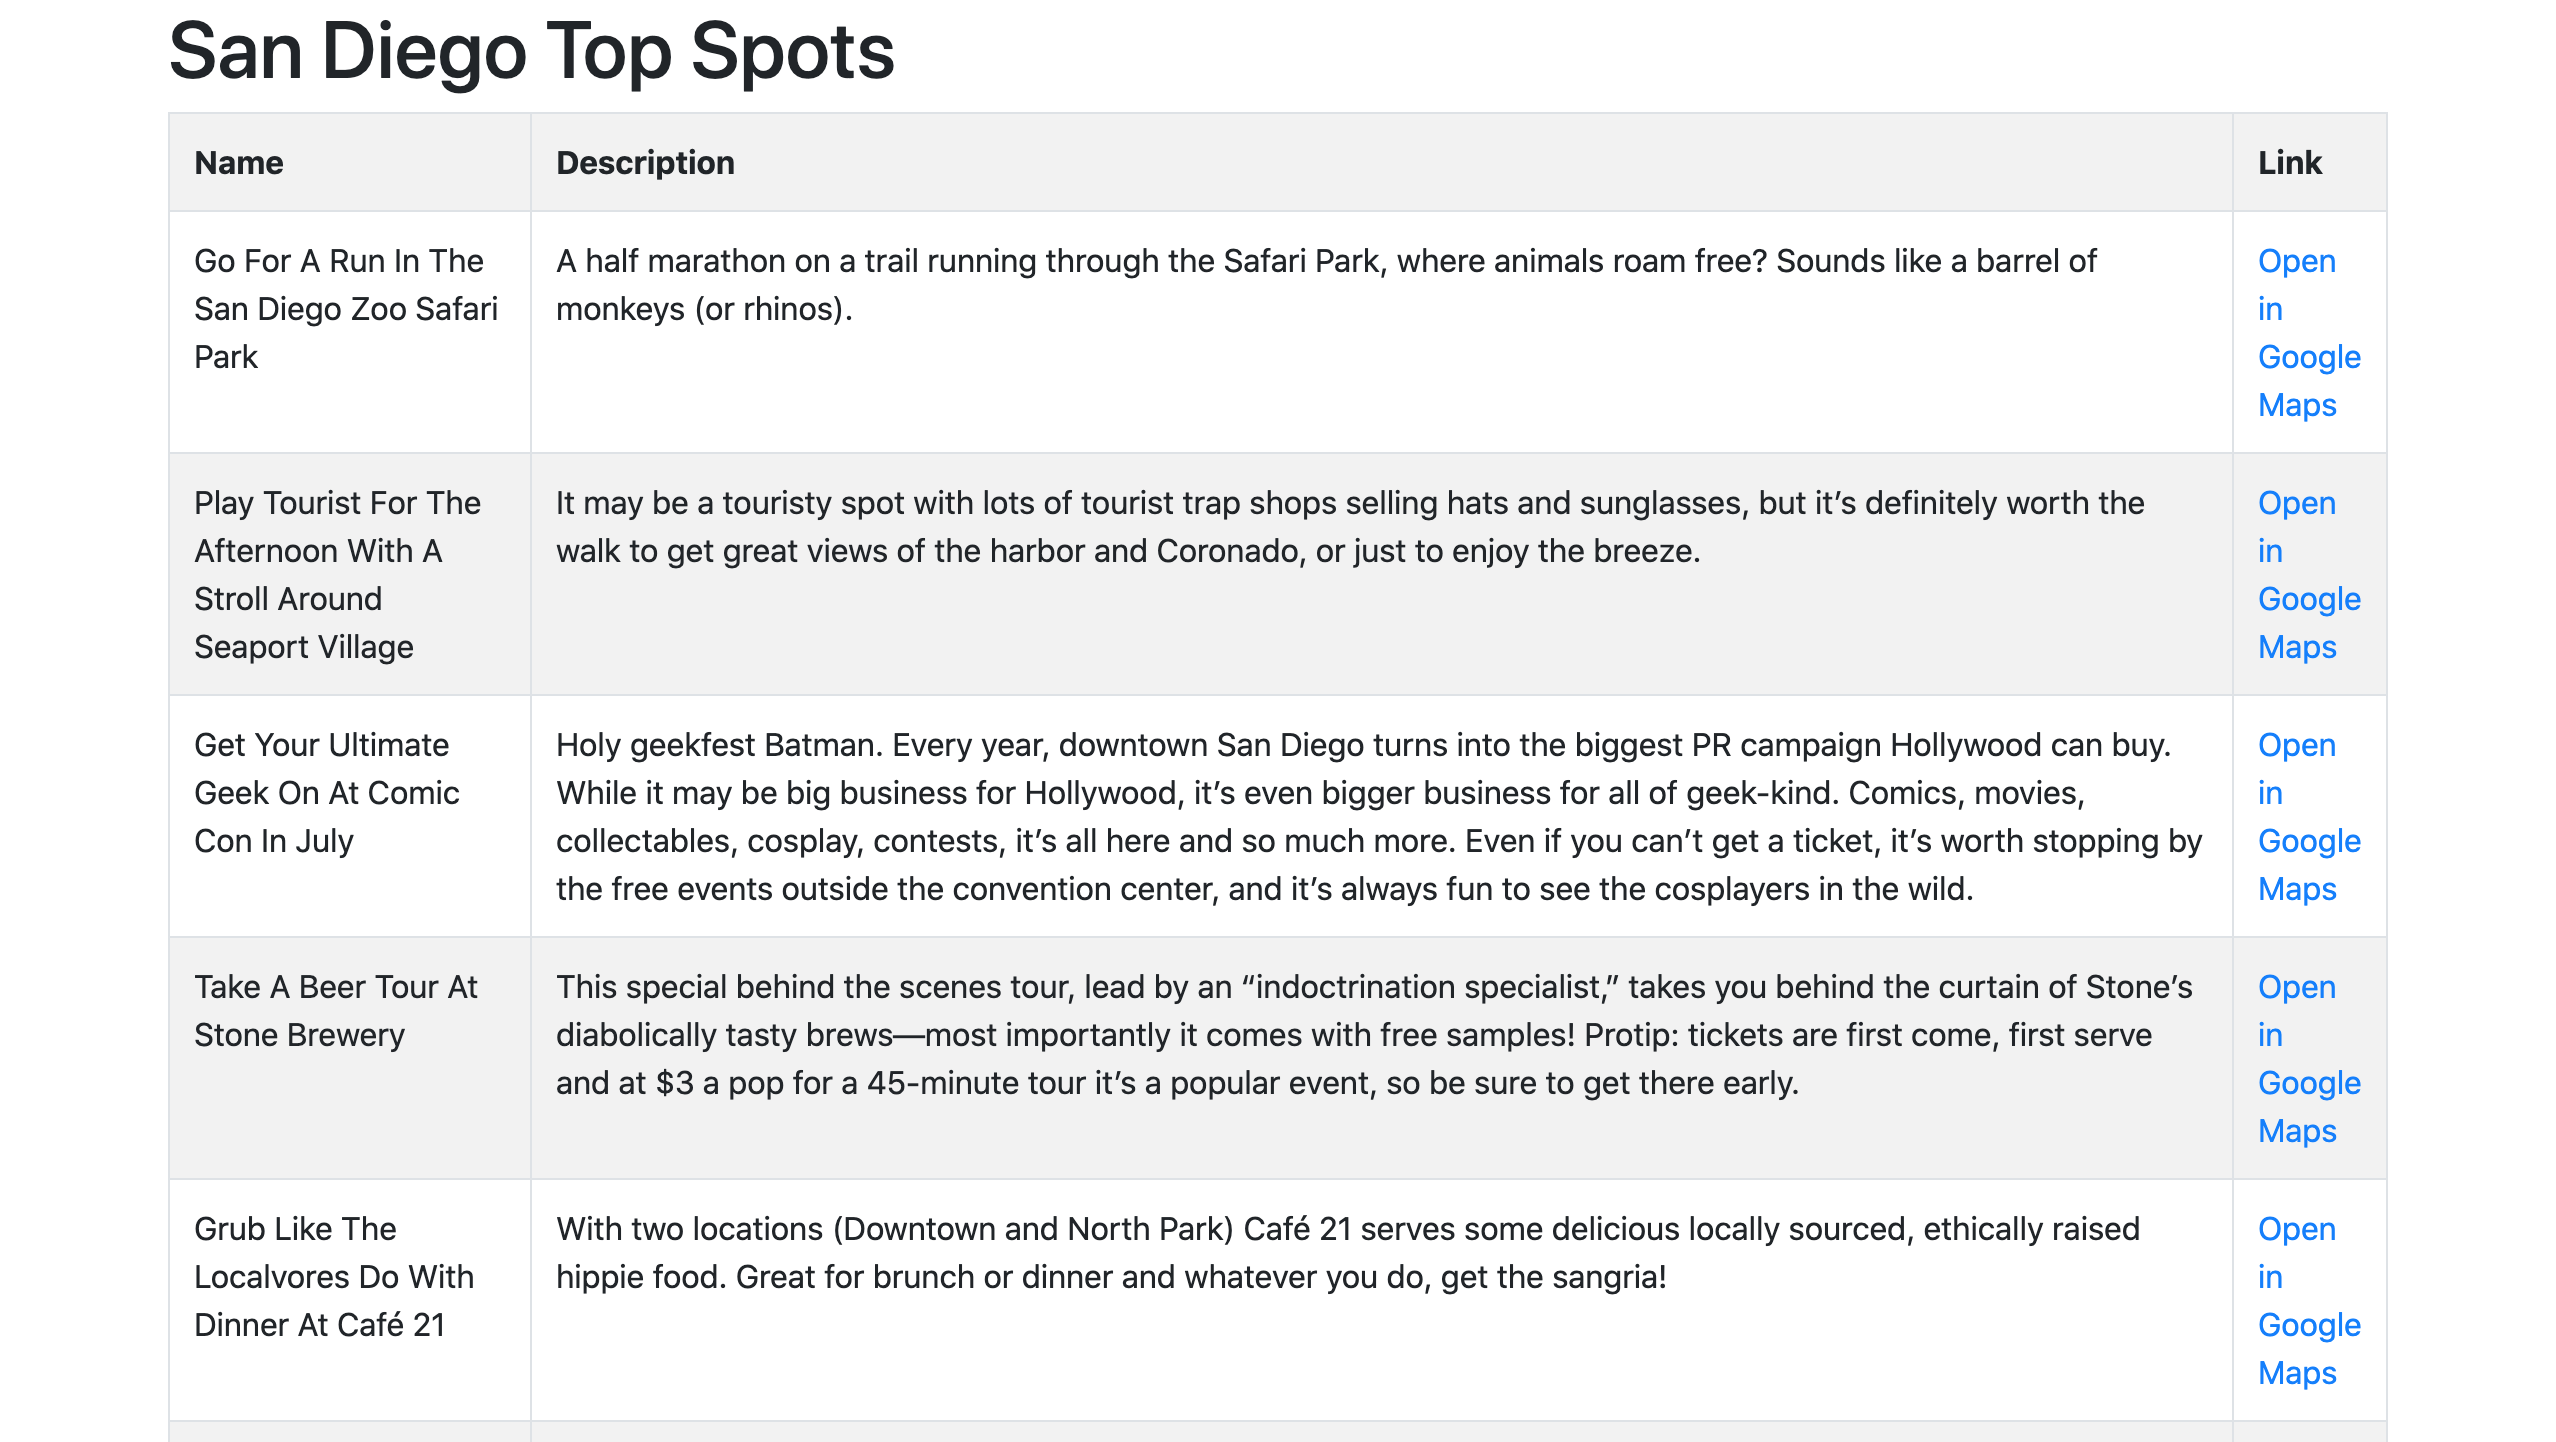 San Diego Top Spots
Name
Description
Link
Go For A Run In The
San Diego Zoo Safari
Park
A half marathon on a trail running through the Safari Park, where animals roam free? Sounds like a barrel of
monkeys (or rhinos).
Open
in
Google
Maps
Play Tourist For The
Afternoon With A
Stroll Around
Seaport Village
It may be a touristy spot with lots of tourist trap shops selling hats and sunglasses, but it’s definitely worth the
walk to get great views of the harbor and Coronado, or just to enjoy the breeze.
Open
in
Google
Maps
Get Your Ultimate
Geek On At Comic
Con In July
Holy geekfest Batman. Every year, downtown San Diego turns into the biggest PR campaign Hollywood can buy.
While it may be big business for Hollywood, it’s even bigger business for all of geek-kind. Comics, movies,
collectables, cosplay, contests, it’s all here and so much more. Even if you can’t get a ticket, it’s worth stopping by
the free events outside the convention center, and it’s always fun to see the cosplayers in the wild.
Open
in
Google
Maps
Take A Beer Tour At
Stone Brewery
This special behind the scenes tour, lead by an “indoctrination specialist,” takes you behind the curtain of Stone’s
diabolically tasty brews—most importantly it comes with free samples! Protip: tickets are first come, first serve
and at $3 a pop for a 45-minute tour it’s a popular event, so be sure to get there early.
Open
in
Google
Maps
Grub Like The
Localvores Do With
Dinner At Café 21
With two locations (Downtown and North Park) Café 21 serves some delicious locally sourced, ethically raised
hippie food. Great for brunch or dinner and whatever you do, get the sangria!
Open
in
Google
Maps